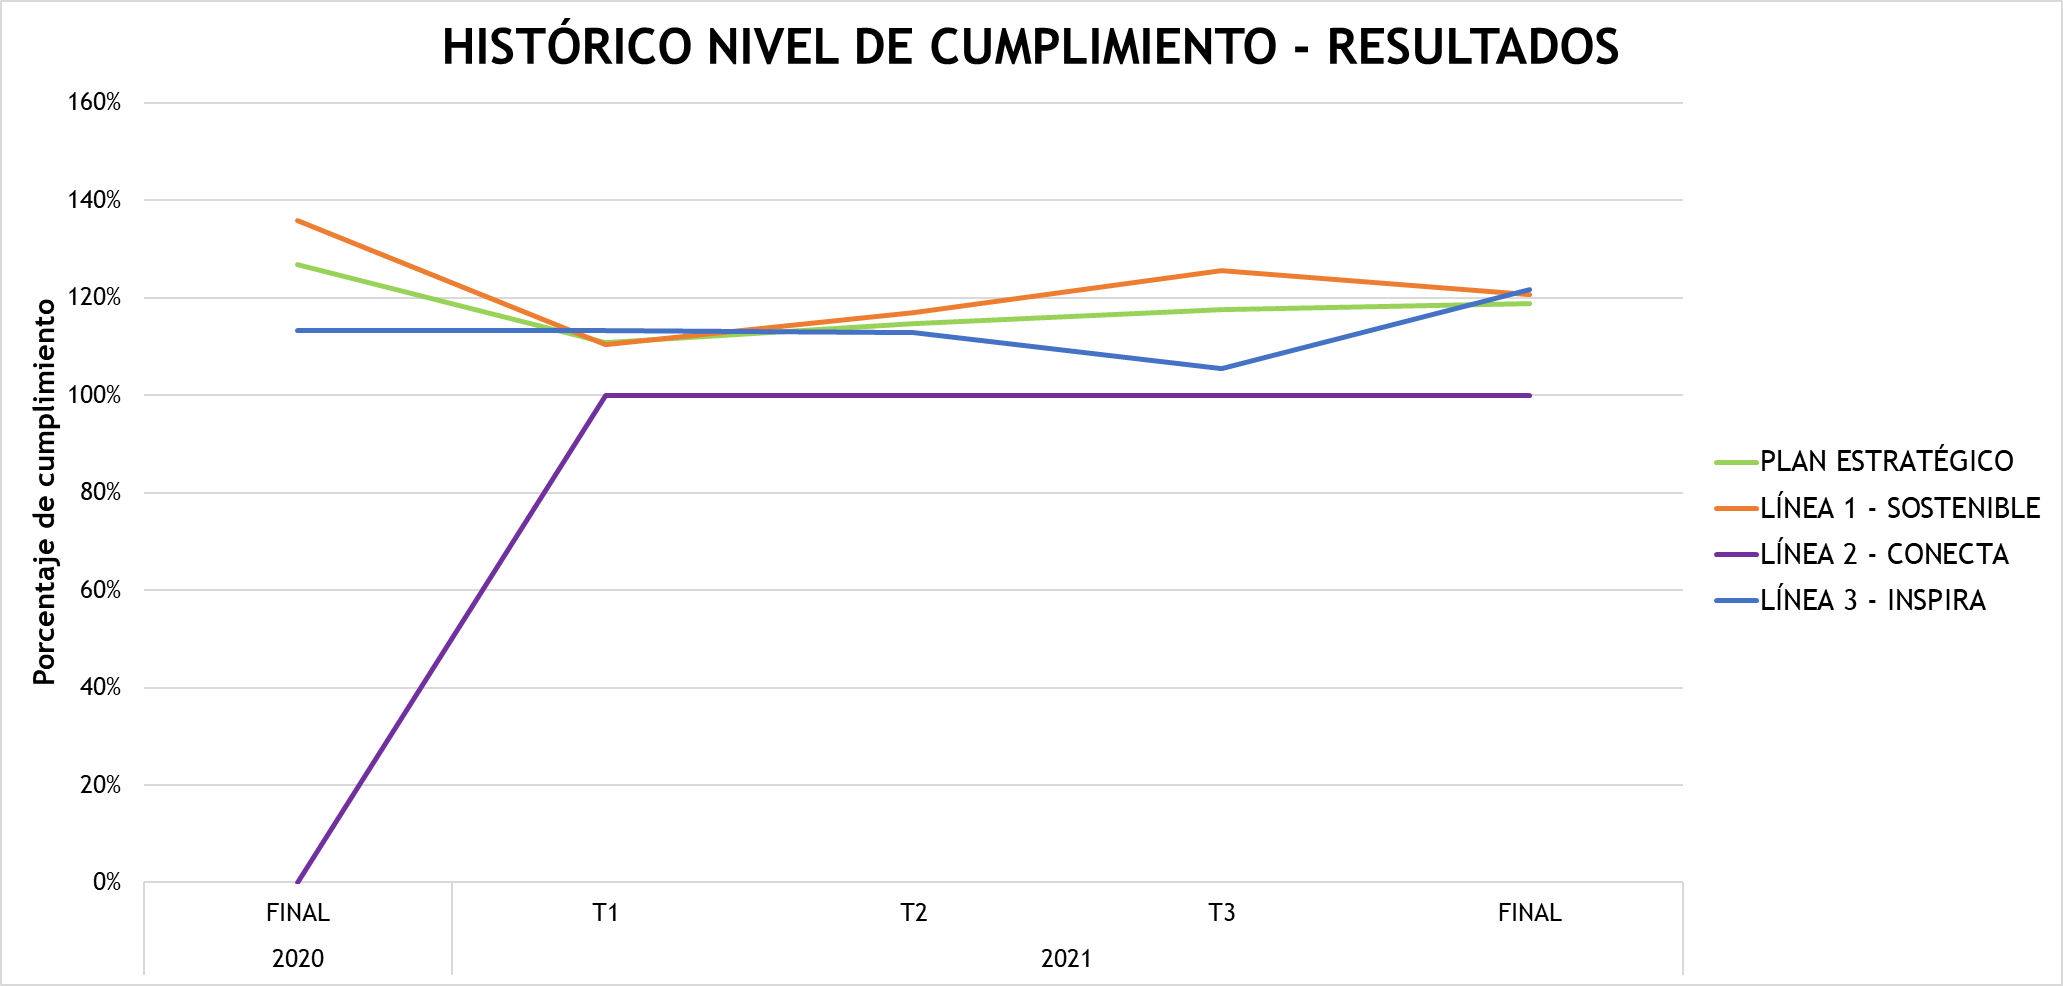 HISTÓRICO NIVEL DE CUMPLIMIENTO - RESULTADOS
Porcentaje de cumplimiento
160%
140%
120%
100%
80%
60%
40%
20%
0%
FINAL T1 T2 T3 FINAL
2020 2021
PLAN ESTRATÉGICO
LÍNEA 1 - SOSTENIBLE
LÍNEA 2 - CONECTA
LÍNEA 3 - INSPIRA